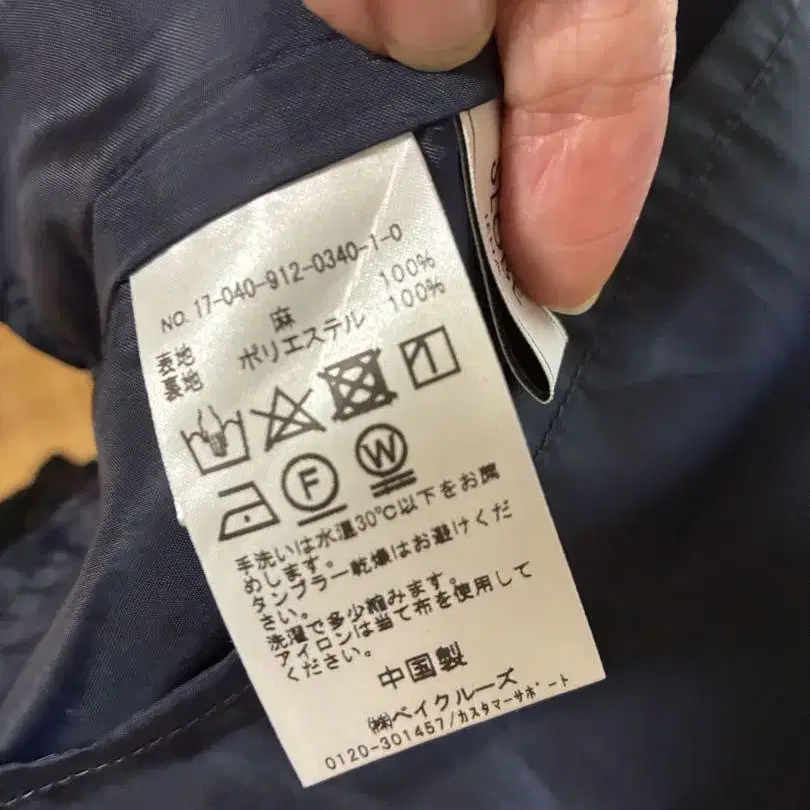 NO. 17-040-912-0340-1-0
表地 麻 100%
裏地 ポリエステル 100%
F W
手洗いは水温30℃以下をお薦
めします。
タンブラー乾燥はお避けくだ
さい。
洗濯で多少縮みます。
アイロンは当て布を使用して
ください。
中国製
㈱ベイクルーズ
0120-301457/カスタマーサポート